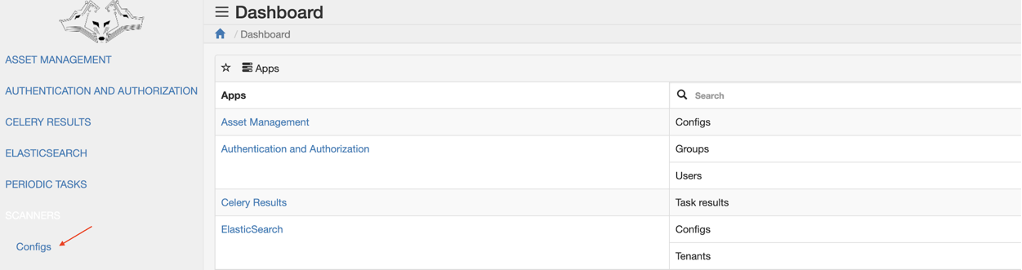 Dashboard
/ Dashboard
ASSET MANAGEMENT
AUTHENTICATION AND AUTHORIZATION
CELERY RESULTS
ELASTICSEARCH
PERIODIC TASKS
SCANNERS
Configs
Apps
Apps Search
Asset Management Configs
Authentication and Authorization Groups
Users
Celery Results Task results
ElasticSearch Configs
Tenants